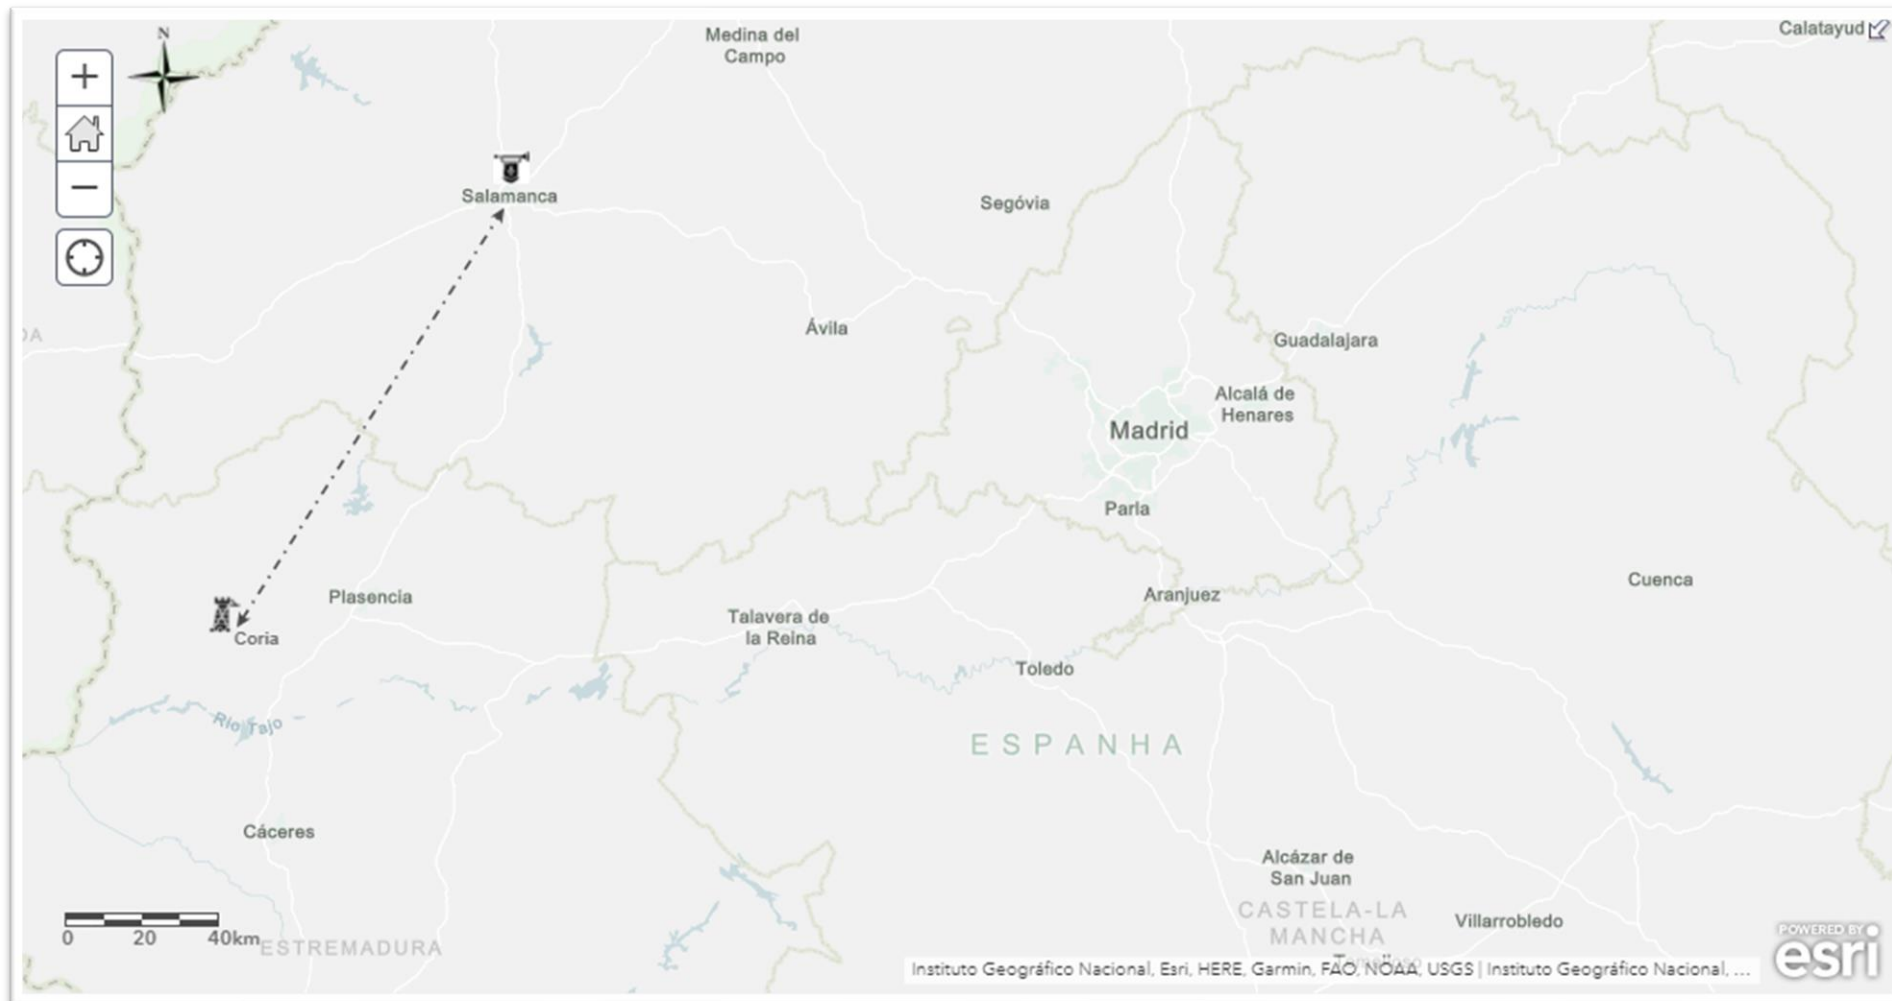 N
Medina del
Campo
Calatayud
Salamanca
Segóvia
DA
Ávila
Guadalajara
Alcalá de
Henares
Madrid
Parla
Cuenca
Plasencia
Aranjuez
Talavera de
la Reina
Coria
Toledo
Río Tajo
ESPANHA
Cáceres
Alcázar de
San Juan
CASTELA-LA
MANCHA
Villarrobledo
0 20 40km
ESTREMADURA
POWERED BY
esri
Instituto Geográfico Nacional, Esri, HERE, Garmin, FAO, NOAA, USGS | Instituto Geográfico Nacional, ...